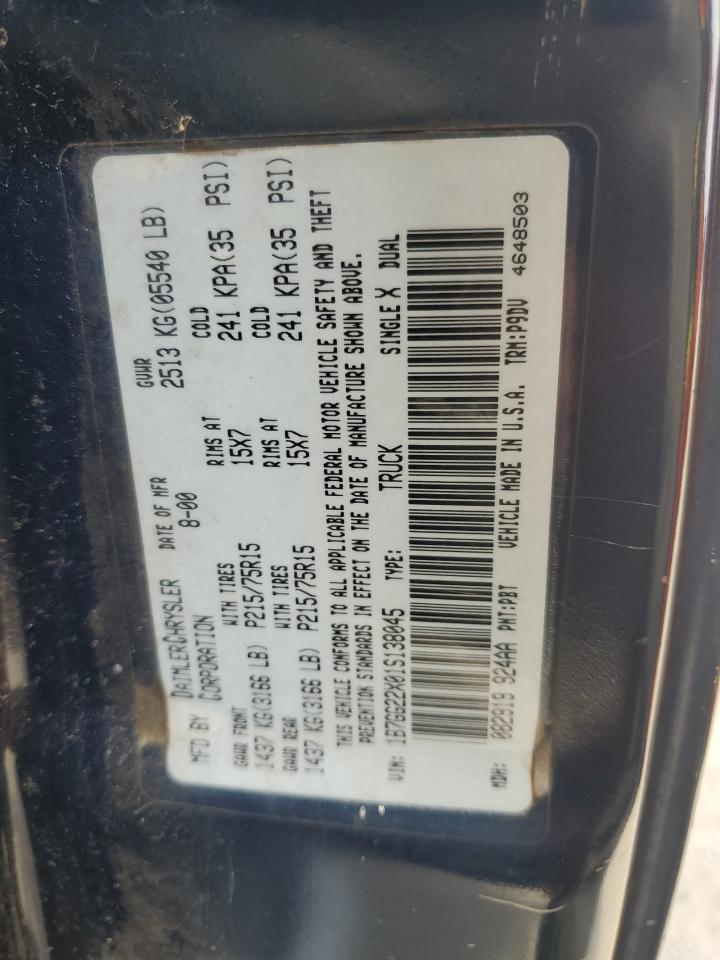 MFD BY DAIMLERCHRYSLER DATE OF MFR GVWR
CORPORATION 8-00 2513 KG(05540 LB)
GAWR FRONT WITH TIRES RIMS AT COLD
1437 KG(3166 LB) P215/75R15 15X7 241 KPA(35 PSI)
GAWR REAR WITH TIRES RIMS AT COLD
1437 KG(3166 LB) P215/75R15 15X7 241 KPA(35 PSI)
THIS VEHICLE CONFORMS TO ALL APPLICABLE FEDERAL MOTOR VEHICLE SAFETY AND THEFT
PREVENTION STANDARDS IN EFFECT ON THE DATE OF MANUFACTURE SHOWN ABOVE.
VIN: 1B7GG22X01S138045 TYPE: TRUCK SINGLE X DUAL
MDH: 082919 924AA PNT:PBT VEHICLE MADE IN U.S.A. TRM:P9DV 4648503